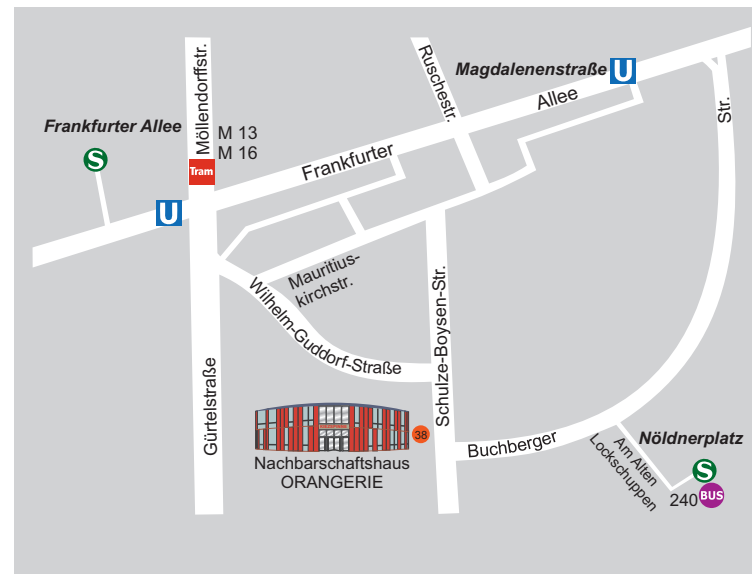 Möllendorffstr.
Ruschestr.
Magdalenenstraße
U
Allee
Str.
Frankfurter Allee
M 13
M 16
S
Tram
Frankfurter
U
Mauritius-
kirchstr.
Wilhelm-Guddorf-Straße
Schulze-Boysen-Str.
Gürtelstraße
38
Nachbarschaftshaus
ORANGERIE
Buchberger
Nöldnerplatz
Am Alten
Lockschuppen
S
240
BUS